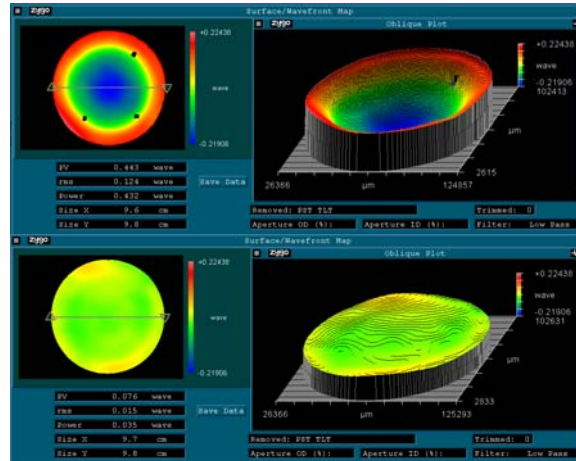 zygo Surface/Wavefront Map
+0.22438
wave
-0.21906
PV 0.443 wave
rms 0.124 wave
Power 0.432 wave
Size X 9.6 cm
Size Y 9.8 cm
Save Data
zygo Oblique Plot
+0.22438
wave
-0.21906
102413
2615
26366 µm 124857
µm
Removed: PST TLT Trimmed: 0
Aperture OD (%): Aperture ID (%): Filter: Low Pass
zygo Surface/Wavefront Map
+0.22438
wave
-0.21906
PV 0.076 wave
rms 0.015 wave
Power 0.035 wave
Size X 9.7 cm
Size Y 9.8 cm
Save Data
zygo Oblique Plot
+0.22438
wave
-0.21906
102631
2833
26366 µm 125293
µm
Removed: PST TLT Trimmed: 0
Aperture OD (%): Aperture ID (%): Filter: Low Pass